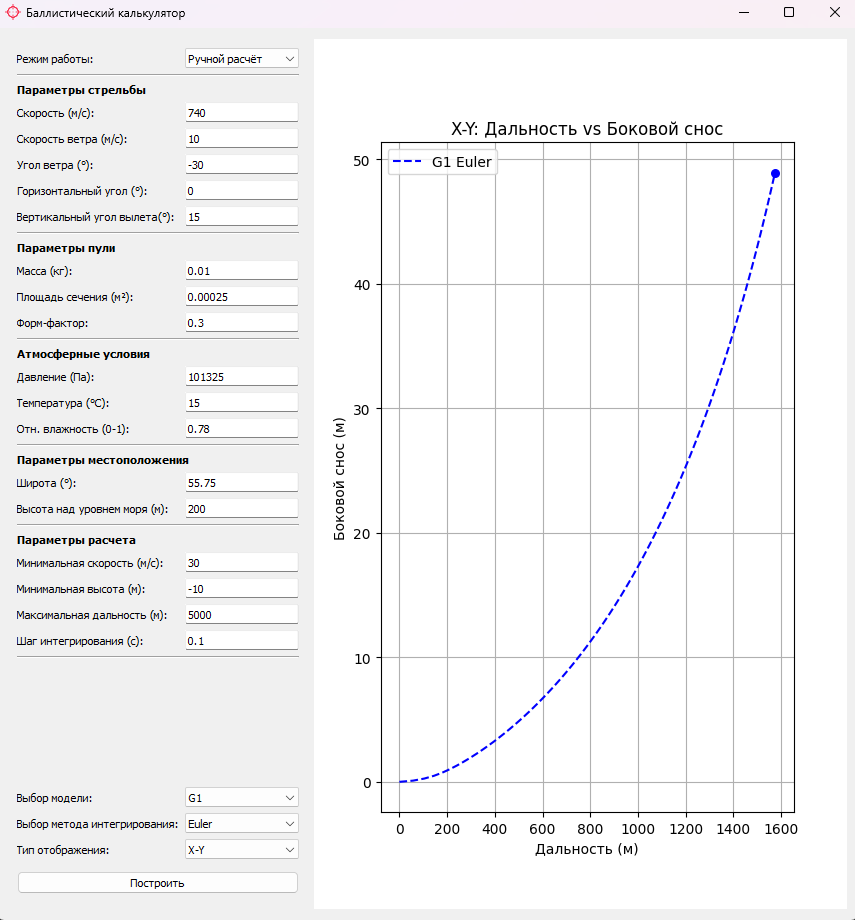 Баллистический калькулятор
Режим работы: Ручной расчёт
Параметры стрельбы
Скорость (м/с): 740
Скорость ветра (м/с): 10
Угол ветра (°): -30
Горизонтальный угол (°): 0
Вертикальный угол вылета(°): 15
Параметры пули
Масса (кг): 0.01
Площадь сечения (м²): 0.00025
Форм-фактор: 0.3
Атмосферные условия
Давление (Па): 101325
Температура (°C): 15
Отн. влажность (0-1): 0.78
Параметры местоположения
Широта (°): 55.75
Высота над уровнем моря (м): 200
Параметры расчета
Минимальная скорость (м/с): 30
Минимальная высота (м): -10
Максимальная дальность (м): 5000
Шаг интегрирования (с): 0.1
Выбор модели: G1
Выбор метода интегрирования: Euler
Тип отображения: X-Y
Построить
X-Y: Дальность vs Боковой снос
G1 Euler
50
40
30
20
10
0
Боковой снос (м)
0 200 400 600 800 1000 1200 1400 1600
Дальность (м)